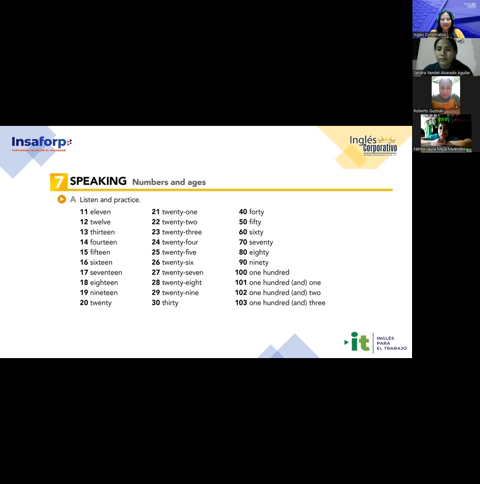 Inglés Corporativo
Roberto Guzmán
Insaforp
Inglés
Corporativo
7 SPEAKING Numbers and ages
A Listen and practice.
11 eleven
12 twelve
13 thirteen
14 fourteen
15 fifteen
16 sixteen
17 seventeen
18 eighteen
19 nineteen
20 twenty
21 twenty-one
22 twenty-two
23 twenty-three
24 twenty-four
25 twenty-five
26 twenty-six
27 twenty-seven
28 twenty-eight
29 twenty-nine
30 thirty
40 forty
50 fifty
60 sixty
70 seventy
80 eighty
90 ninety
100 one hundred
101 one hundred (and) one
102 one hundred (and) two
103 one hundred (and) three
it
INGLÉS
PARA
EL TRABAJO